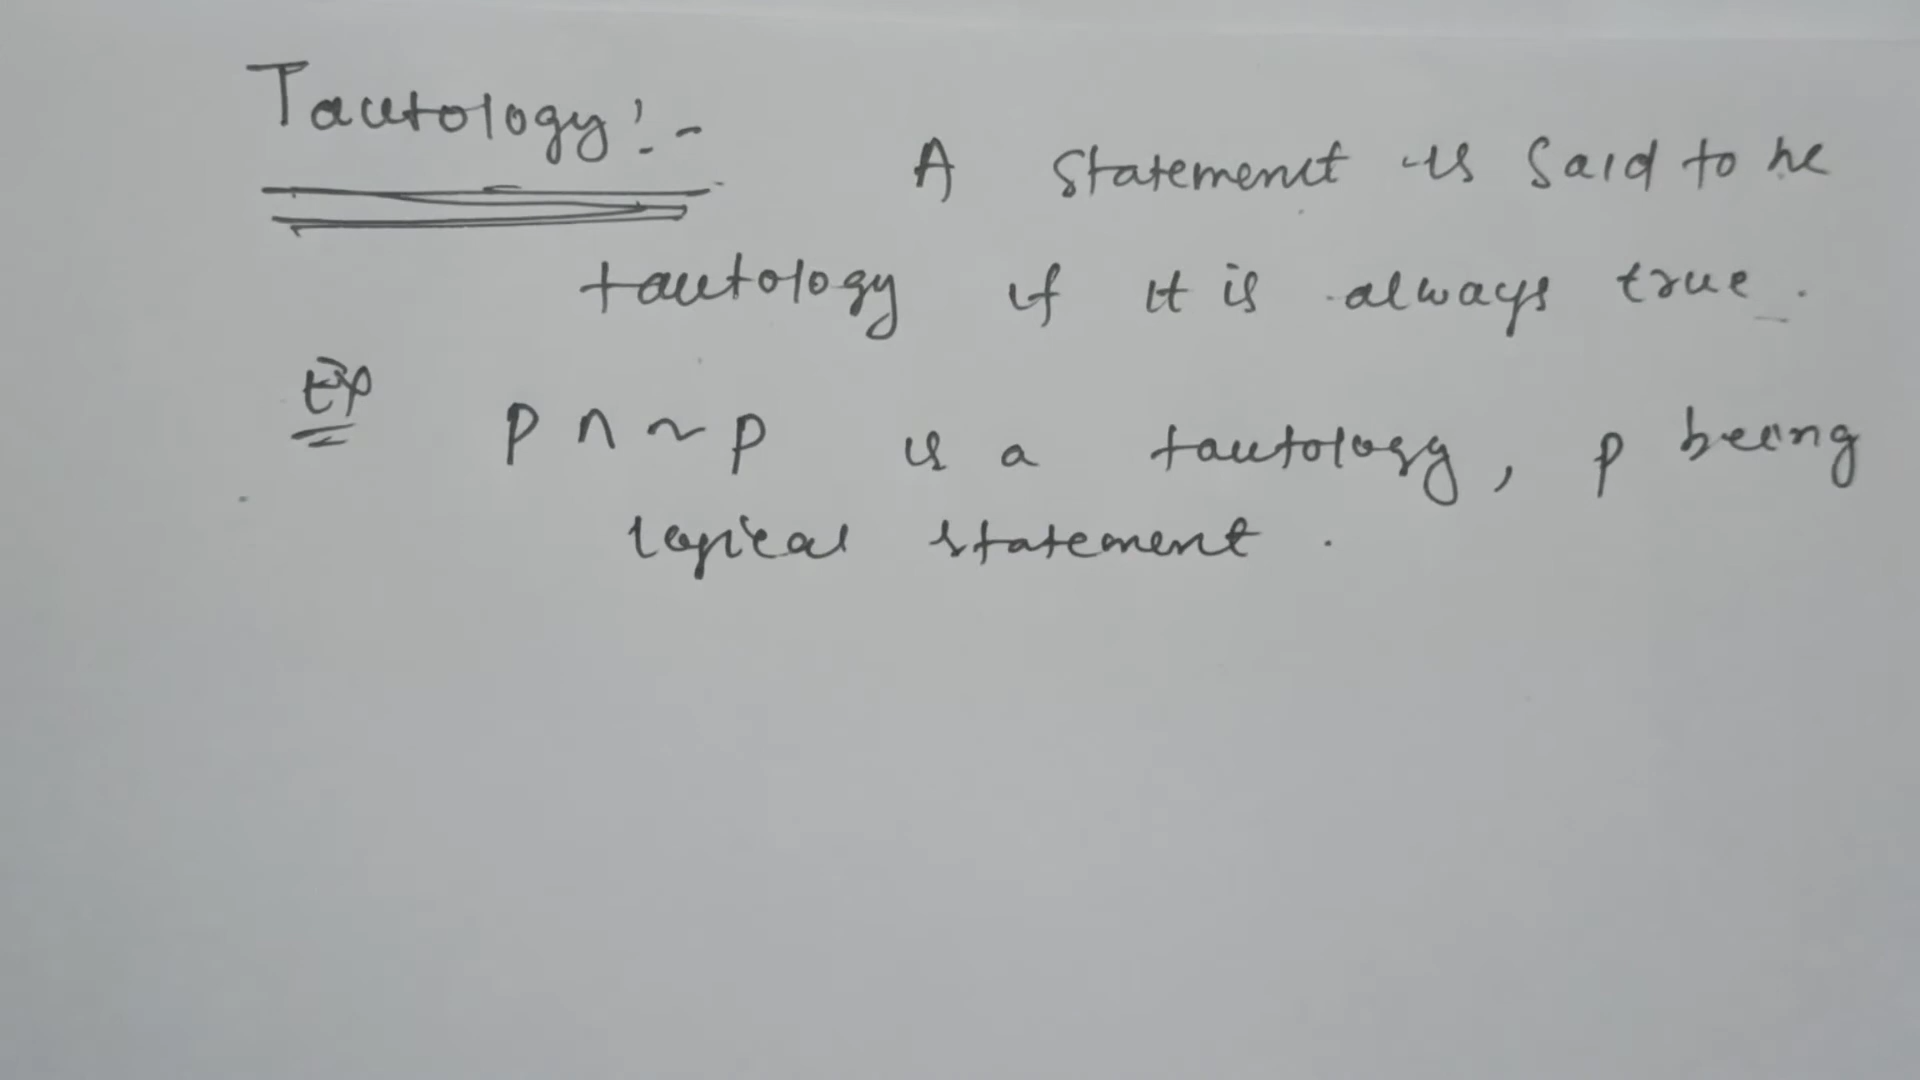 Tautology :- A statement is said to be
tautology if it is always true.
Ex p ∧ ~ p is a tautology, p being
logical statement.